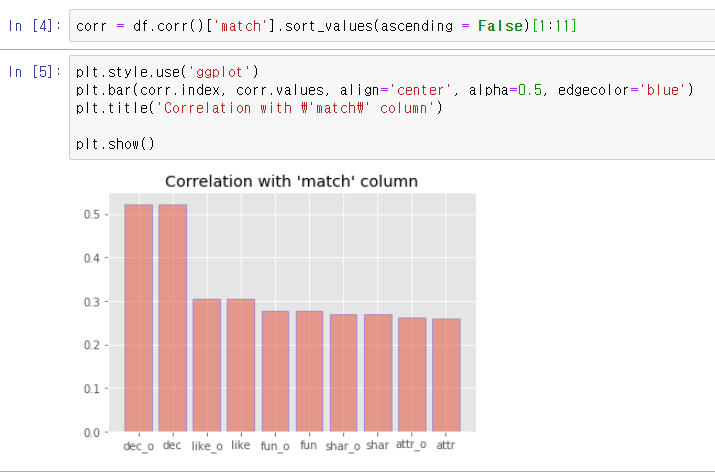 In [4]: corr = df.corr()['match'].sort_values(ascending = False)[1:11]
In [5]: plt.style.use('ggplot')
plt.bar(corr.index, corr.values, align='center', alpha=0.5, edgecolor='blue')
plt.title('Correlation with ₩'match₩' column')
plt.show()
Correlation with 'match' column
0.5
0.4
0.3
0.2
0.1
0.0
dec_o dec like_o like fun_o fun shar_o shar attr_o attr